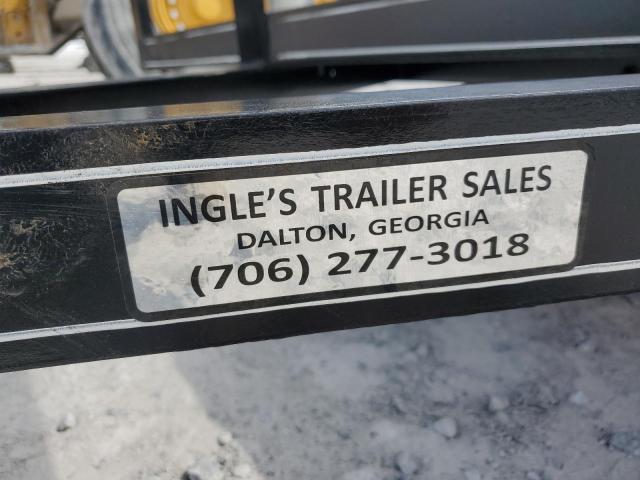 INGLE'S TRAILER SALES
DALTON, GEORGIA
(706) 277-3018